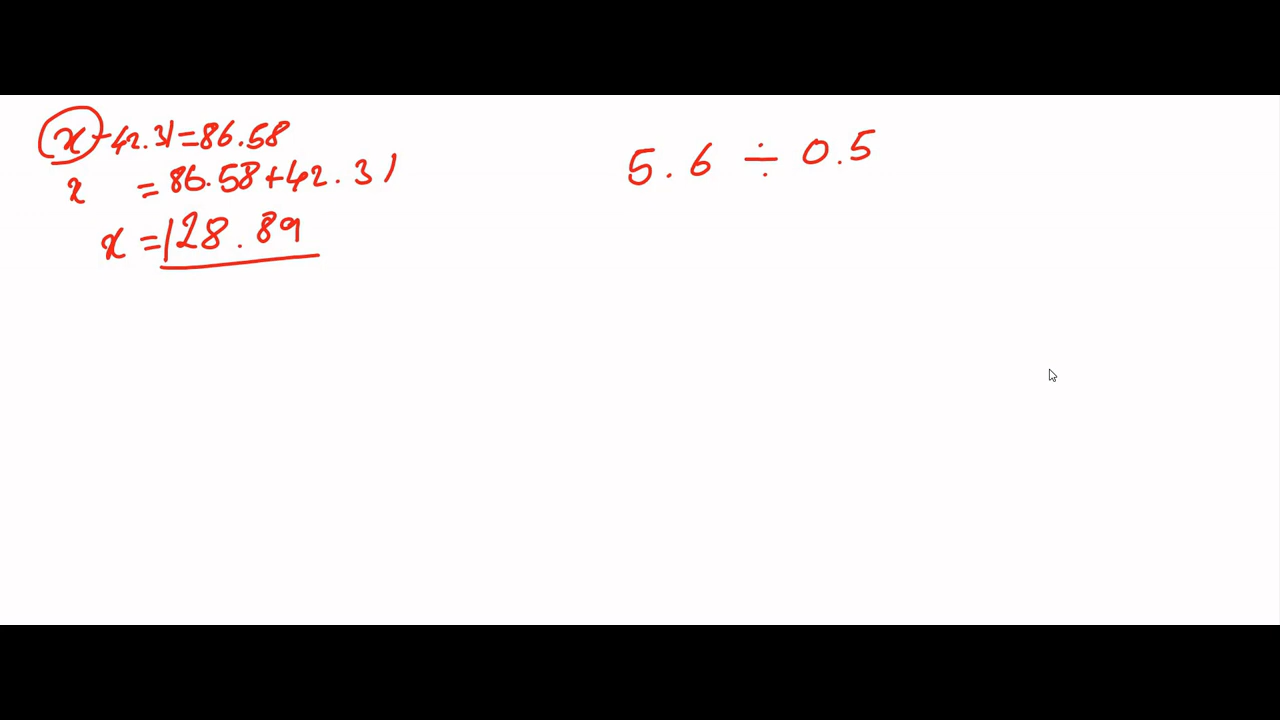 x - 42.31 = 86.58
x = 86.58 + 42.31
x = 128.89
5.6 ÷ 0.5